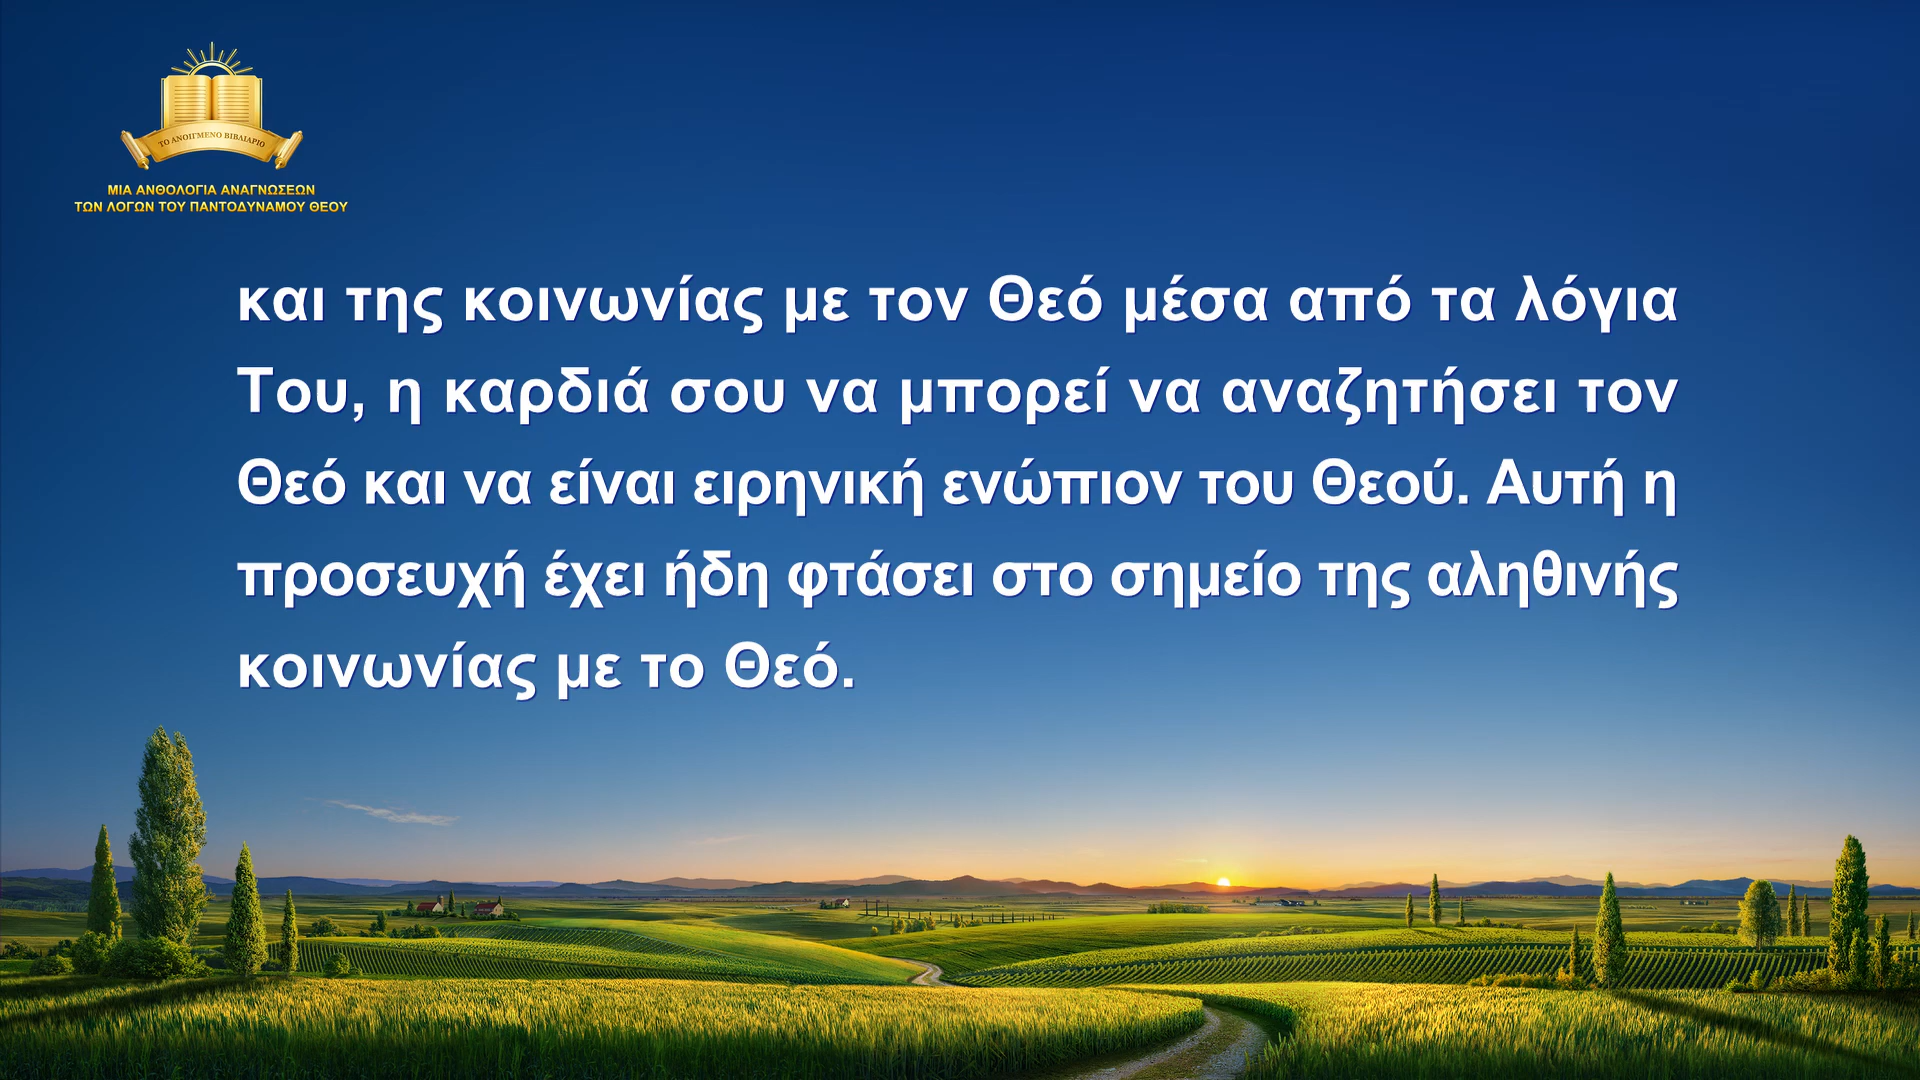 ΤΟ ΑΝΟΙΓΜΕΝΟ ΒΙΒΛΙΑΡΙΟ
ΜΙΑ ΑΝΘΟΛΟΓΙΑ ΑΝΑΓΝΩΣΕΩΝ
ΤΩΝ ΛΟΓΩΝ ΤΟΥ ΠΑΝΤΟΔΥΝΑΜΟΥ ΘΕΟΥ
και της κοινωνίας με τον Θεό μέσα από τα λόγια
Του, η καρδιά σου να μπορεί να αναζητήσει τον
Θεό και να είναι ειρηνική ενώπιον του Θεού. Αυτή η
προσευχή έχει ήδη φτάσει στο σημείο της αληθινής
κοινωνίας με το Θεό.